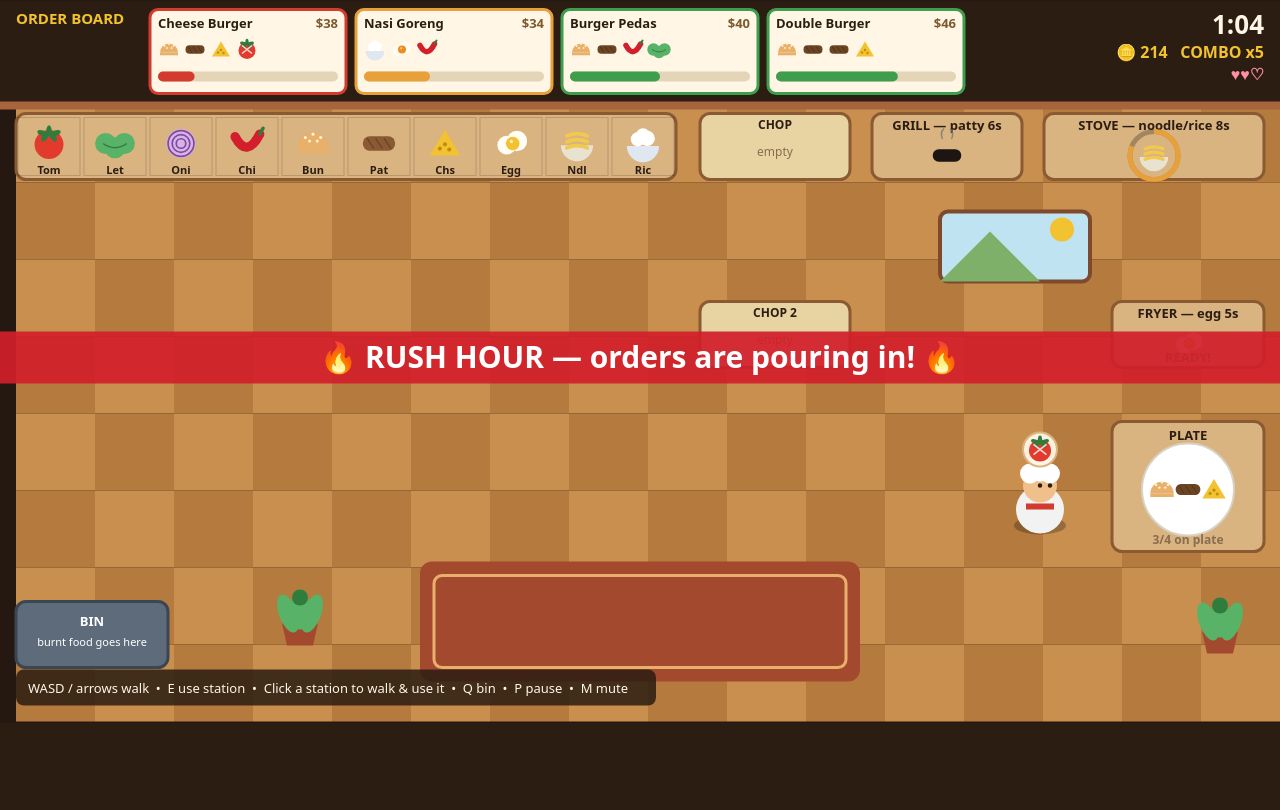 ORDER BOARD
Cheese Burger $38
Nasi Goreng $34
Burger Pedas $40
Double Burger $46
1:04
214 COMBO x5
Tom
Let
Oni
Chi
Bun
Pat
Chs
Egg
Ndl
Ric
CHOP
empty
GRILL — patty 6s
STOVE — noodle/rice 8s
CHOP 2
empty
FRYER — egg 5s
READY!
RUSH HOUR — orders are pouring in!
PLATE
3/4 on plate
BIN
burnt food goes here
WASD / arrows walk • E use station • Click a station to walk & use it • Q bin • P pause • M mute